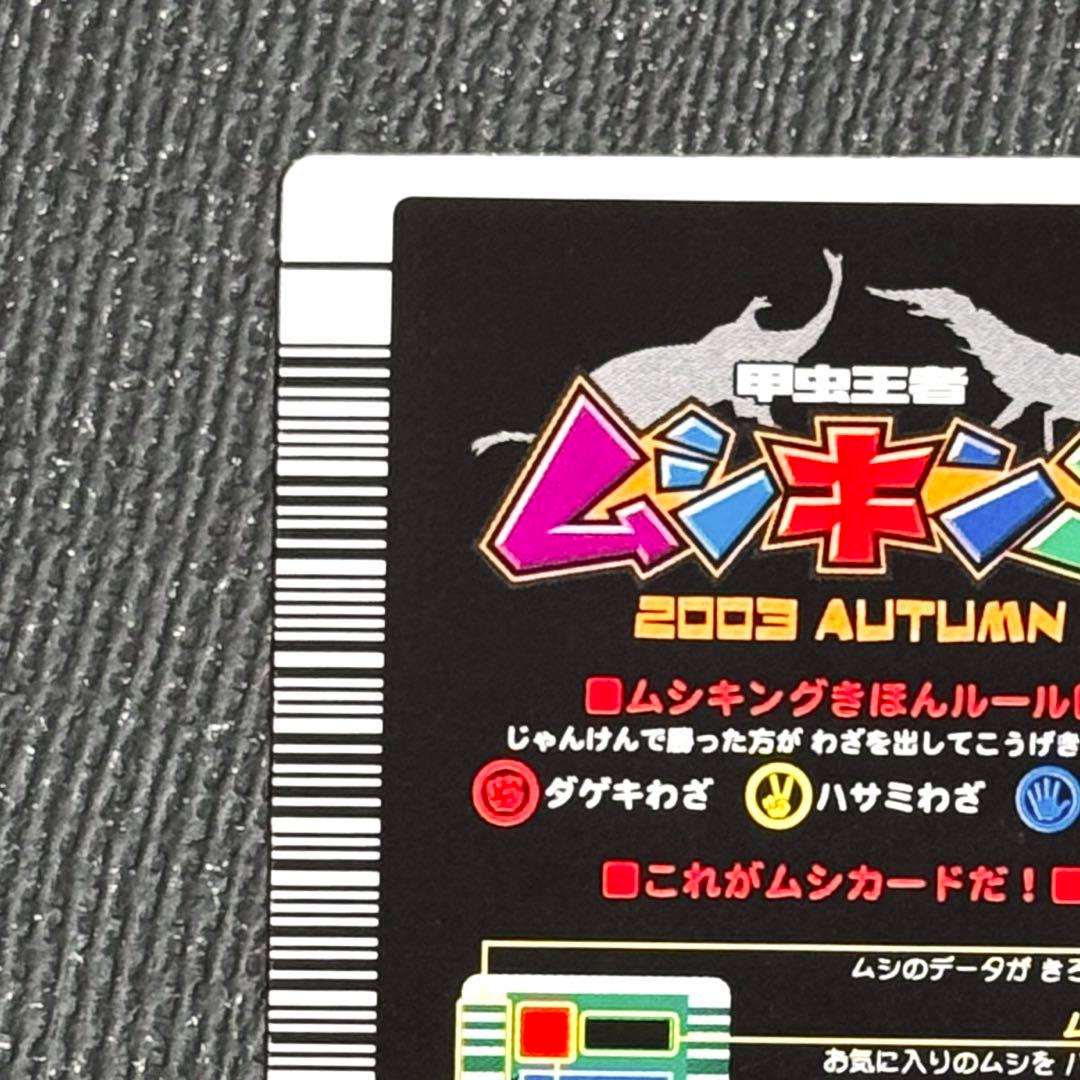 甲虫王者
ムシキン
2003 AUTUMN
■ムシキングきほんルール■
じゃんけんで勝った方が わざを出してこうげき
ダゲキわざ ハサミわざ
■これがムシカードだ！■
ムシのデータが きろ
ム
お気に入りのムシを